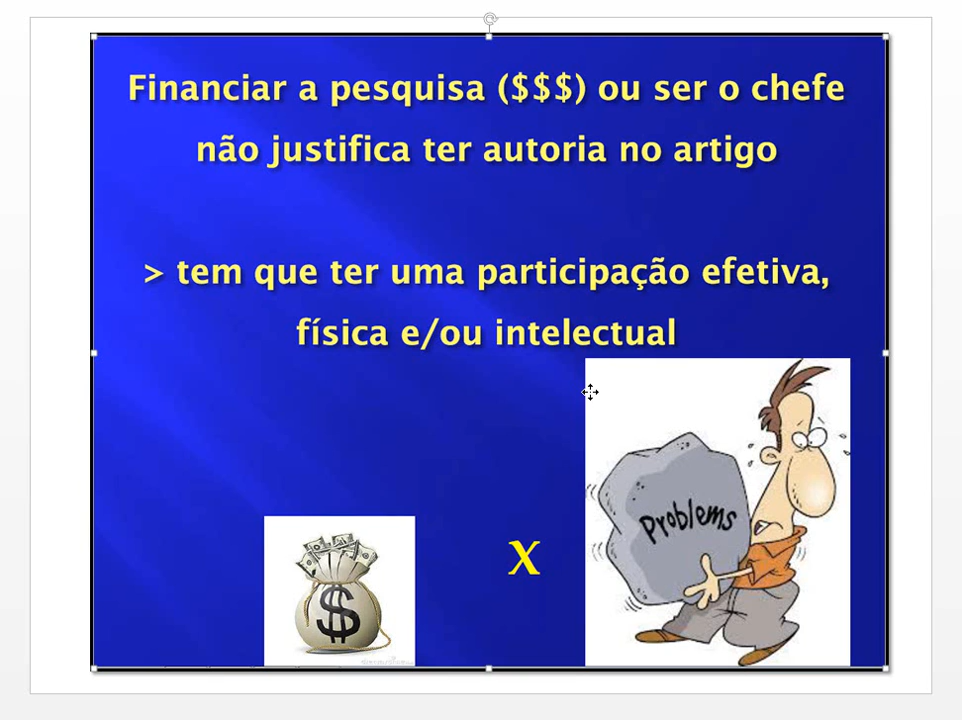 Financiar a pesquisa ($$$) ou ser o chefe
não justifica ter autoria no artigo
> tem que ter uma participação efetiva,
física e/ou intelectual
Problems
X
$